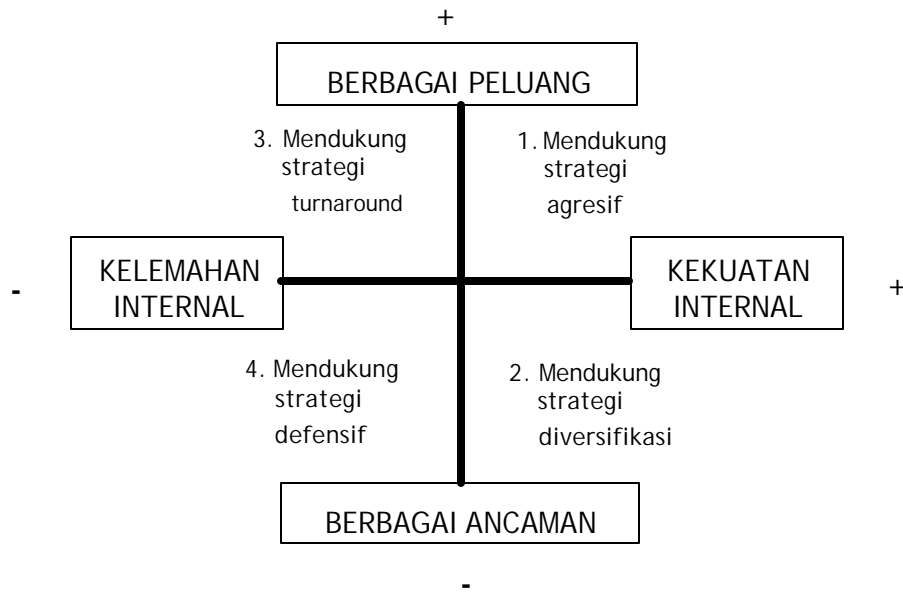 +
BERBAGAI PELUANG
3. Mendukung
strategi
turnaround
1. Mendukung
strategi
agresif
-
KELEMAHAN
INTERNAL
KEKUATAN
INTERNAL
+
4. Mendukung
strategi
defensif
2. Mendukung
strategi
diversifikasi
BERBAGAI ANCAMAN
-